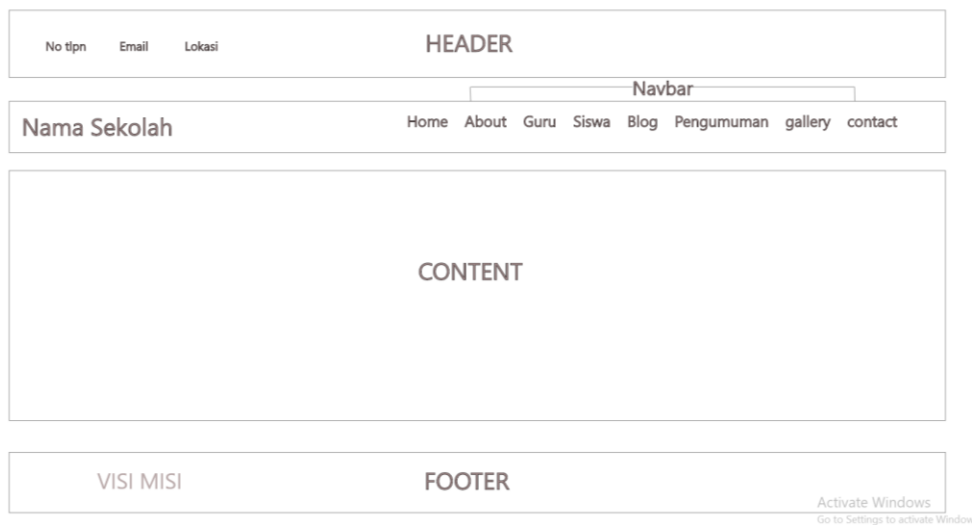 No tlpn Email Lokasi HEADER
Navbar
Nama Sekolah Home About Guru Siswa Blog Pengumuman gallery contact
CONTENT
VISI MISI FOOTER
Activate Windows
Go to Settings to activate Window